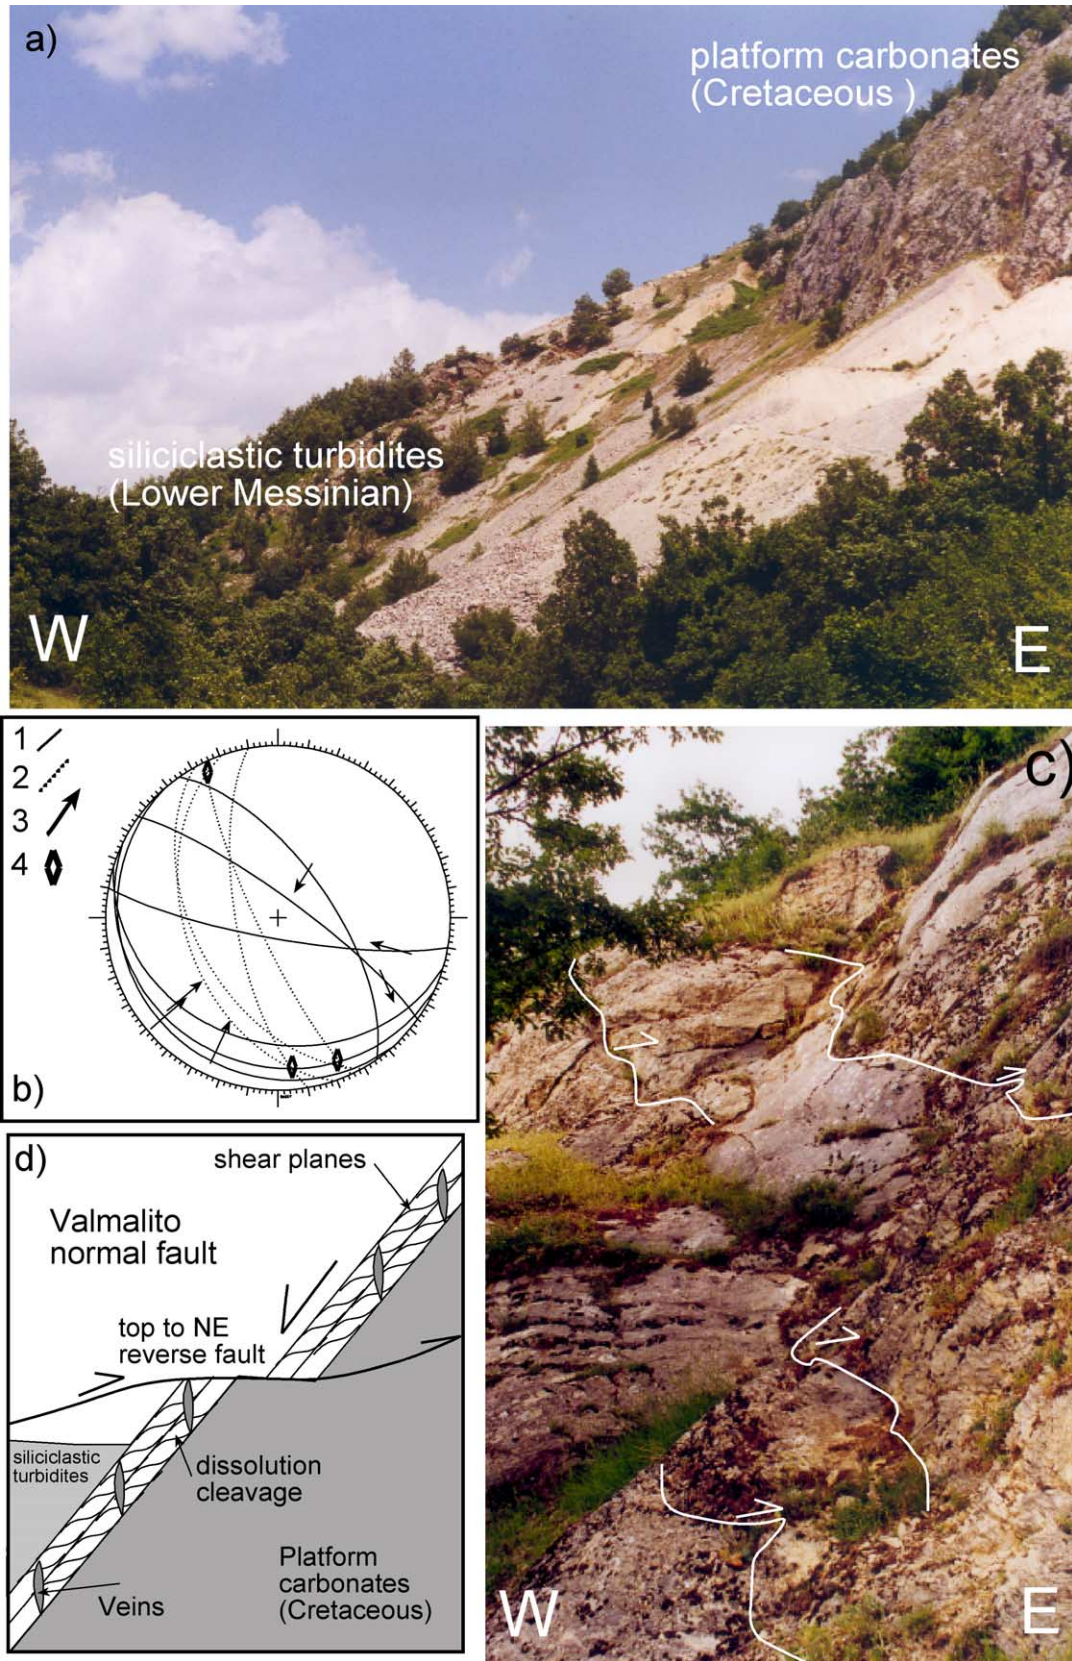 a)
platform carbonates
(Cretaceous )
siliciclastic turbidites
(Lower Messinian)
W
E
1
2
3
4
b)
c)
W
E
d)
shear planes
Valmalito
normal fault
top to NE
reverse fault
siliciclastic
turbidites
dissolution
cleavage
Platform
carbonates
(Cretaceous)
Veins